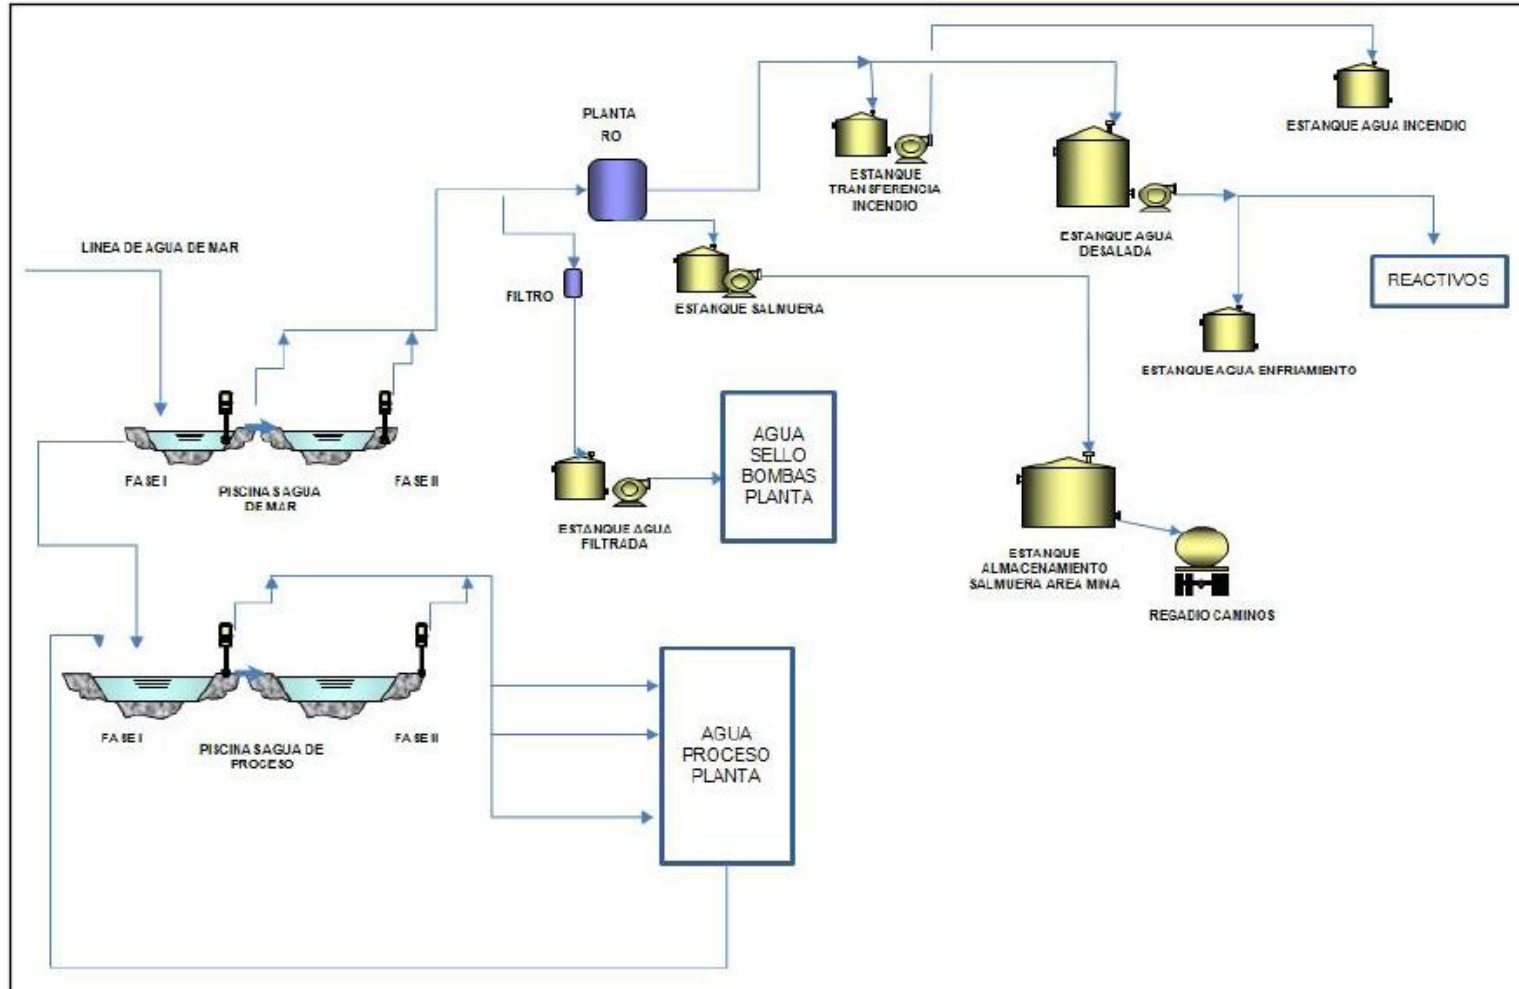 ESTANQUE AGUA INCENDIO
PLANTA
RO
ESTANQUE
TRANSFERENCIA
INCENDIO
ESTANQUE AGUA
DESALADA
LINEA DE AGUA DE MAR
REACTIVOS
FILTRO
ESTANQUE SALMUERA
ESTANQUE AGUA ENFRIAMIENTO
AGUA
SELLO
BOMBAS
PLANTA
FASE I
PISCINAS AGUA
DE MAR
FASE II
ESTANQUE AGUA
FILTRADA
ESTANQUE
ALMACENAMIENTO
SALMUERA AREA MINA
REGADIO CAMINOS
FASE I
PISCINAS AGUA DE
PROCESO
FASE II
AGUA
PROCESO
PLANTA